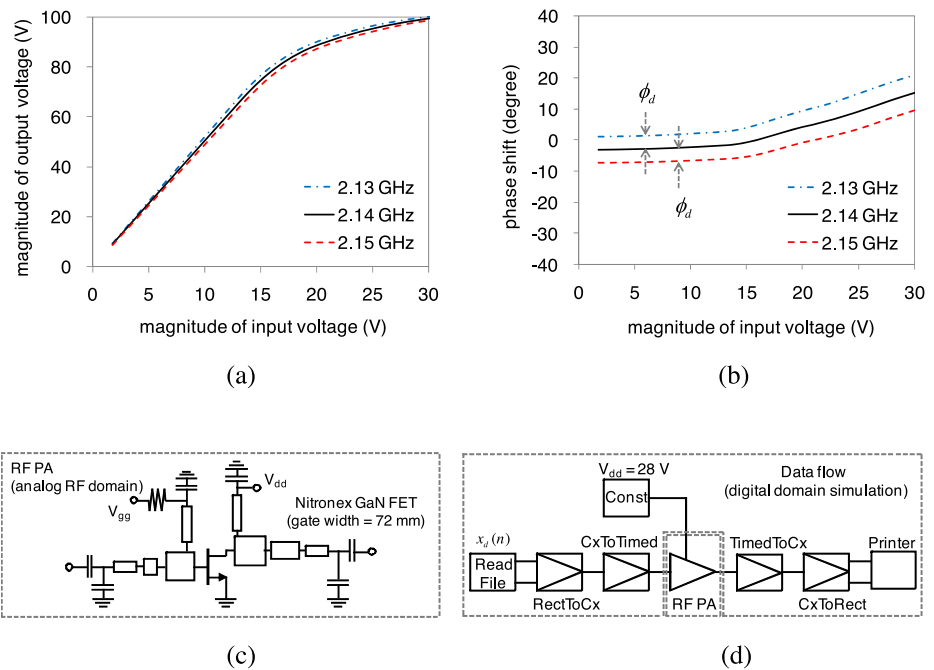 magnitude of output voltage (V)
100
80
60
40
20
0
0 5 10 15 20 25 30
magnitude of input voltage (V)
2.13 GHz
2.14 GHz
2.15 GHz
(a)
phase shift (degree)
40
30
20
10
0
-10
-20
-30
-40
0 5 10 15 20 25 30
magnitude of input voltage (V)
ϕd
ϕd
2.13 GHz
2.14 GHz
2.15 GHz
(b)
RF PA
(analog RF domain)
Vgg
Vdd
Nitronex GaN FET
(gate width = 72 mm)
(c)
Vdd = 28 V
Const
Data flow
(digital domain simulation)
xd(n)
Read
File
RectToCx
CxToTimed
RF PA
TimedToCx
CxToRect
Printer
(d)